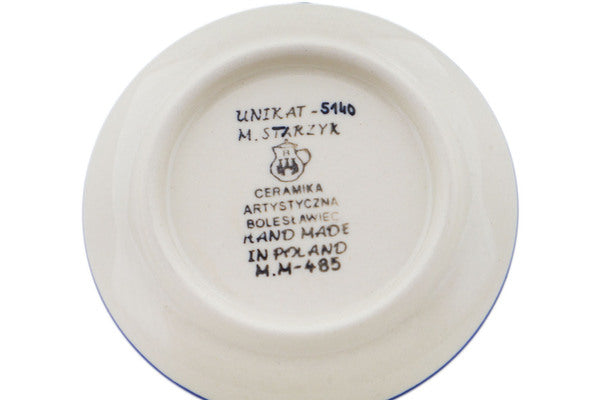 UNIKAT - 5140
M. STARZYK
CERAMIKA
ARTYSTYCZNA
BOLESŁAWIEC
HAND MADE
IN POLAND
M.M-485